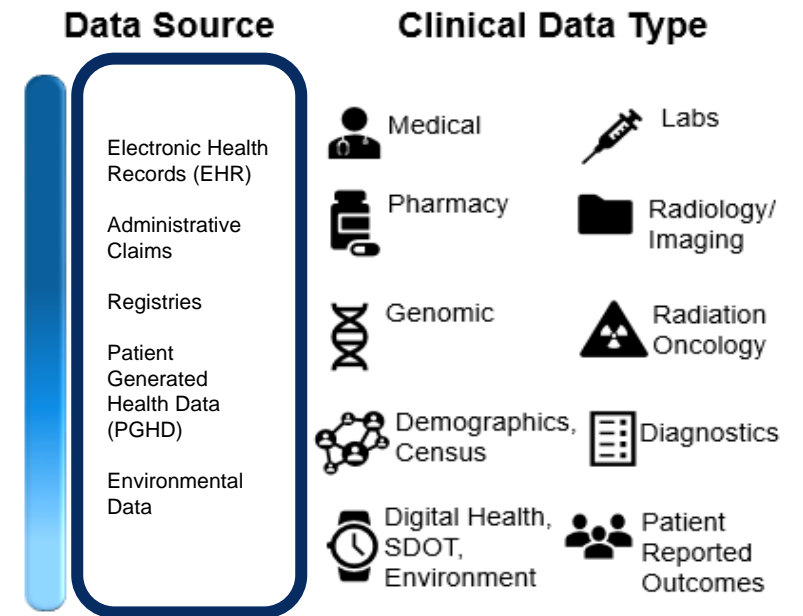 Data Source
Electronic Health
Records (EHR)
Administrative
Claims
Registries
Patient
Generated
Health Data
(PGHD)
Environmental
Data
Clinical Data Type
Medical
Labs
Pharmacy
Radiology/
Imaging
Genomic
Radiation
Oncology
Demographics,
Census
Diagnostics
Digital Health,
SDOT,
Environment
Patient
Reported
Outcomes